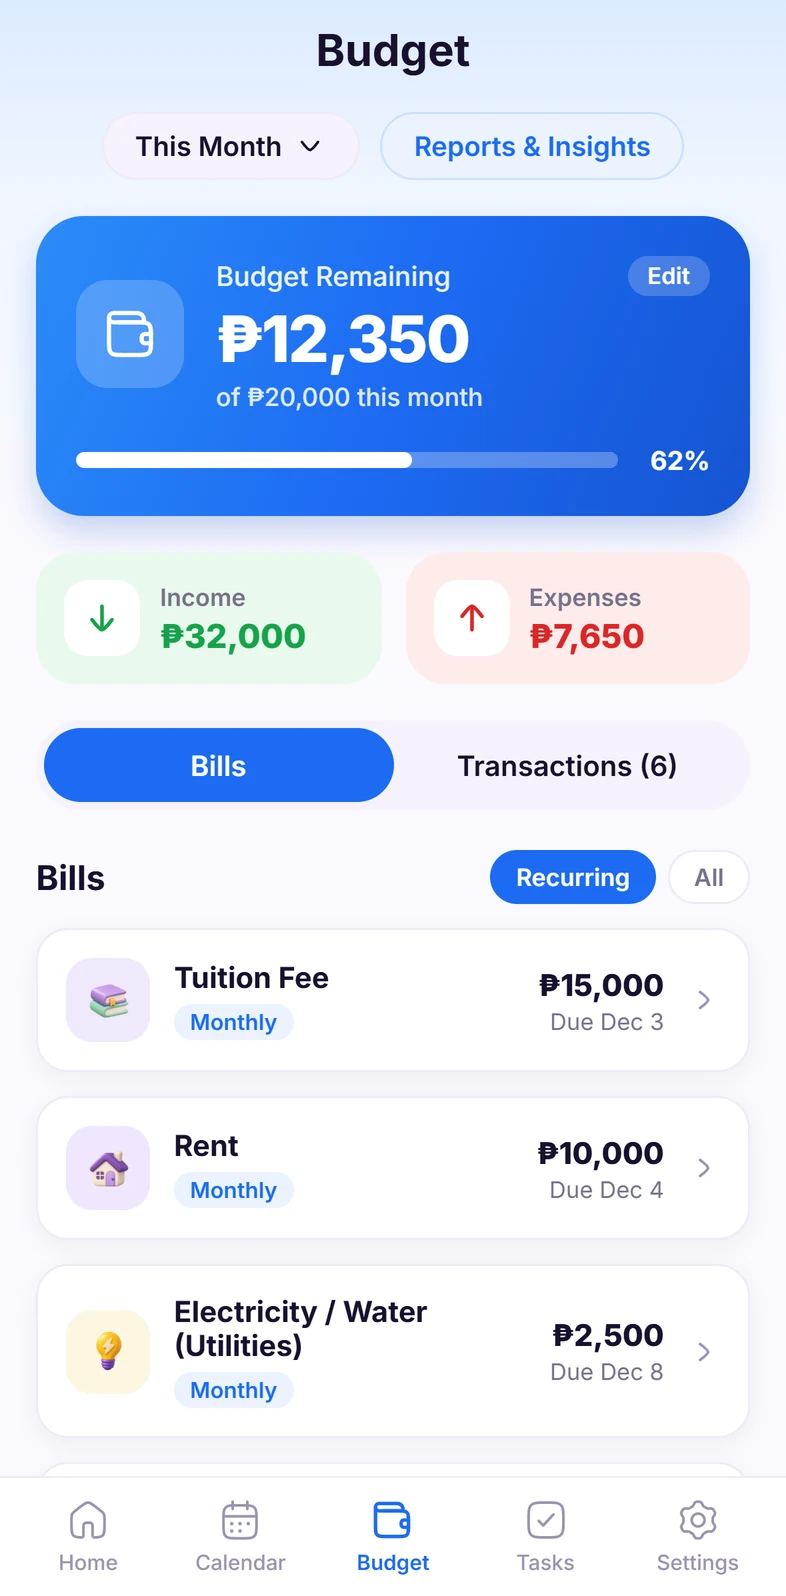 Budget
This Month
Reports & Insights
Budget Remaining
Edit
₱12,350
of ₱20,000 this month
62%
Income
₱32,000
Expenses
₱7,650
Bills
Transactions (6)
Bills
Recurring
All
Tuition Fee
Monthly
₱15,000
Due Dec 3
Rent
Monthly
₱10,000
Due Dec 4
Electricity / Water
(Utilities)
Monthly
₱2,500
Due Dec 8
Home
Calendar
Budget
Tasks
Settings